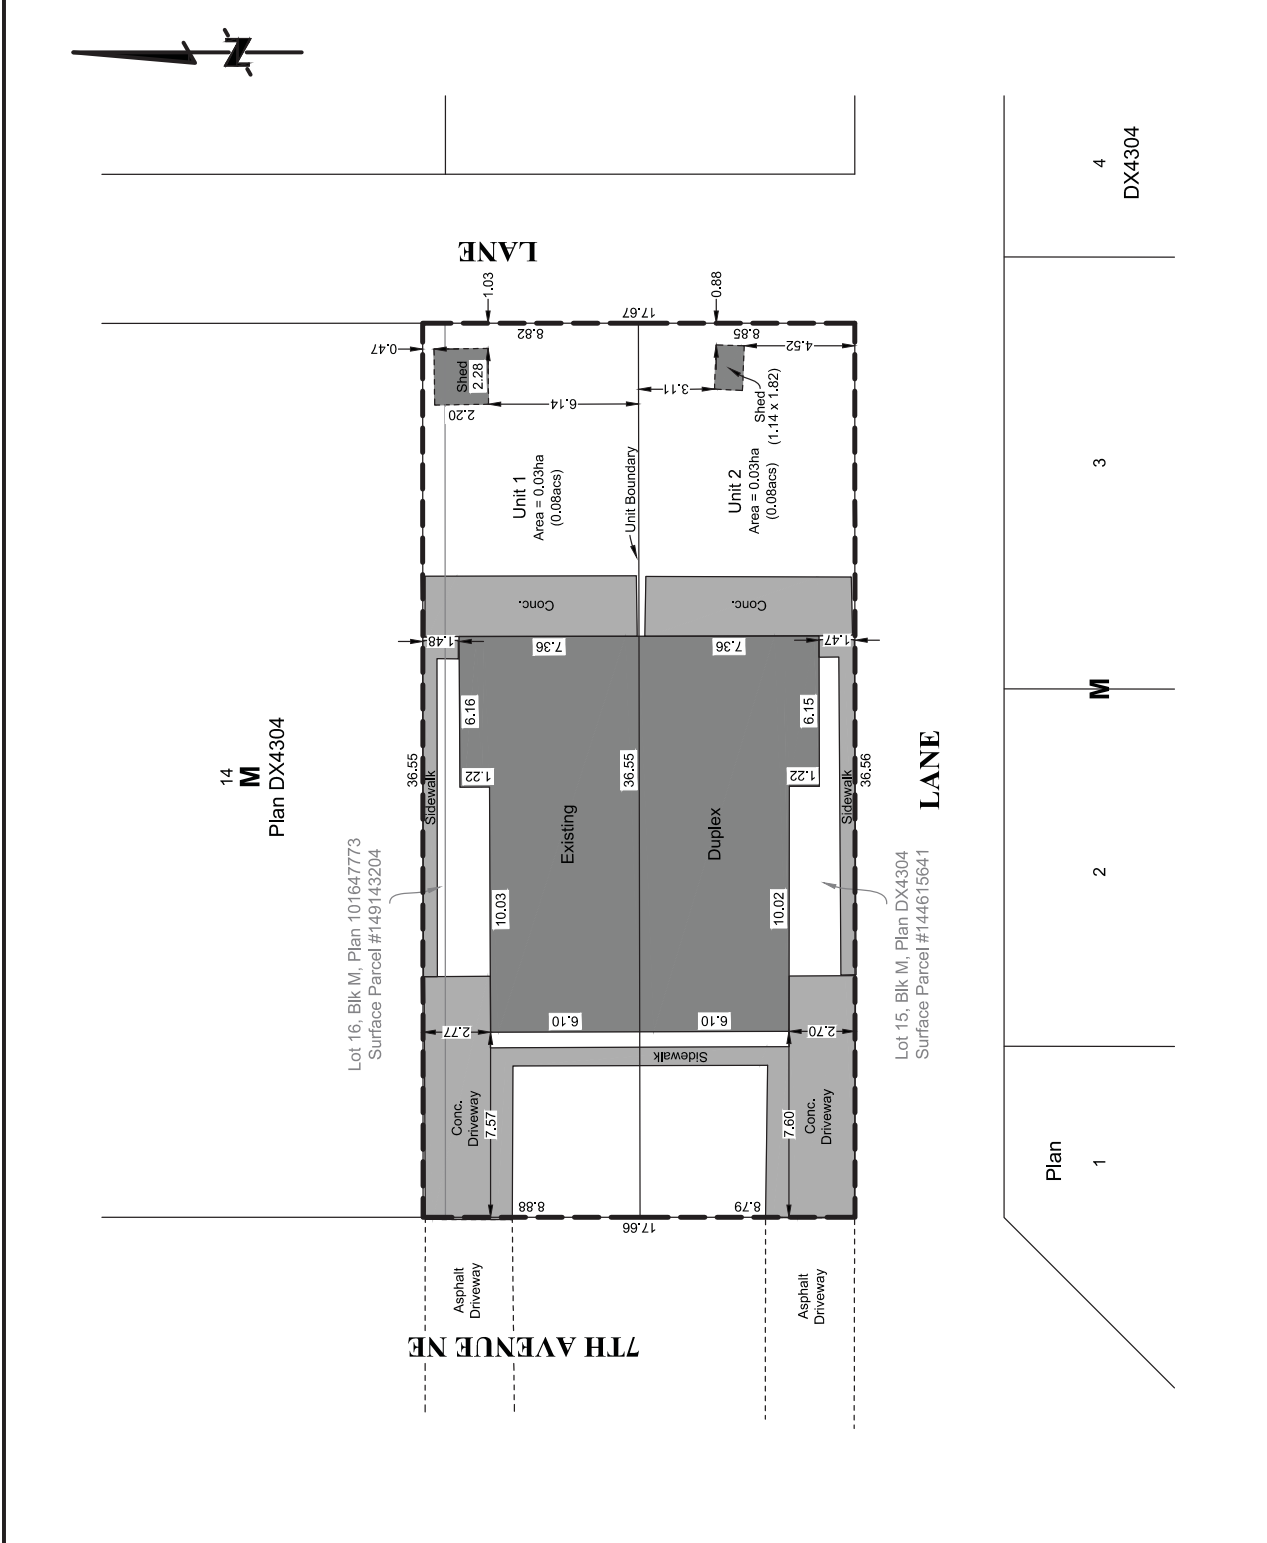 N
4
DX4304
LANE
1.03
0.88
17.67
8.82
8.85
0.47
4.52
Shed
2.28
2.20
6.14
3.11
Shed
(1.14 x 1.82)
Unit 1
Area = 0.03ha
(0.08acs)
Unit Boundary
Unit 2
Area = 0.03ha
(0.08acs)
3
Conc.
Conc.
1.48
7.36
7.36
1.47
6.16
6.15
M
14
M
Plan DX4304
36.55
Sidewalk
1.22
36.55
1.22
Sidewalk
36.56
LANE
Existing
Duplex
Lot 16, Blk M, Plan 101647773
Surface Parcel #149143204
10.03
10.02
Lot 15, Blk M, Plan DX4304
Surface Parcel #144615641
2
2.77
6.10
6.10
2.70
Sidewalk
Conc.
Driveway
7.57
7.60
Conc.
Driveway
Plan
1
8.88
8.79
17.66
Asphalt
Driveway
Asphalt
Driveway
7TH AVENUE NE